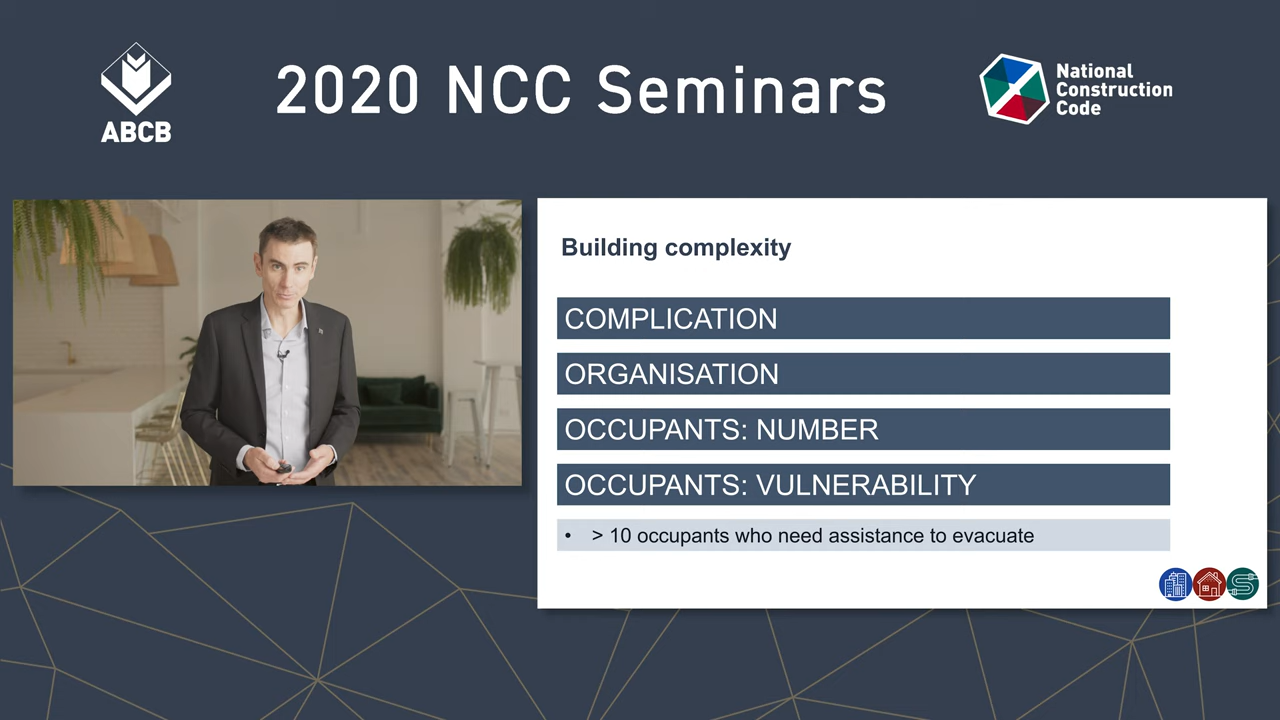 ABCB
2020 NCC Seminars
National
Construction
Code
Building complexity
COMPLICATION
ORGANISATION
OCCUPANTS: NUMBER
OCCUPANTS: VULNERABILITY
• > 10 occupants who need assistance to evacuate